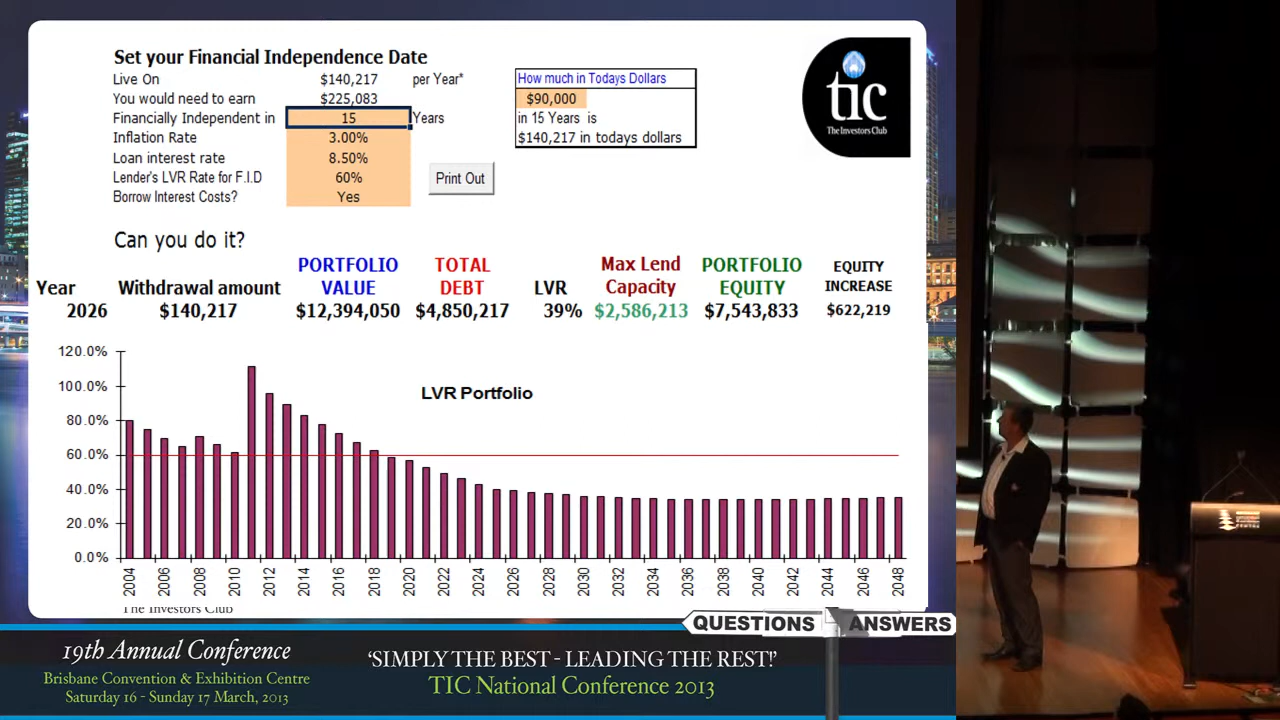 Set your Financial Independence Date
Live On $140,217 per Year*
You would need to earn $225,083
Financially Independent in 15 Years
Inflation Rate 3.00%
Loan interest rate 8.50%
Lender's LVR Rate for F.I.D 60%
Borrow Interest Costs? Yes
Print Out
How much in Todays Dollars
$90,000
in 15 Years is
$140,217 in todays dollars
tic
The Investors Club
Can you do it?
Year Withdrawal amount PORTFOLIO VALUE TOTAL DEBT LVR Max Lend Capacity PORTFOLIO EQUITY EQUITY INCREASE
2026 $140,217 $12,394,050 $4,850,217 39% $2,586,213 $7,543,833 $622,219
LVR Portfolio
120.0%
100.0%
80.0%
60.0%
40.0%
20.0%
0.0%
2004 2006 2008 2010 2012 2014 2016 2018 2020 2022 2024 2026 2028 2030 2032 2034 2036 2038 2040 2042 2044 2046 2048
The Investors Club
QUESTIONS ANSWERS
19th Annual Conference
Brisbane Convention & Exhibition Centre
Saturday 16 - Sunday 17 March, 2013
'SIMPLY THE BEST - LEADING THE REST!'
TIC National Conference 2013